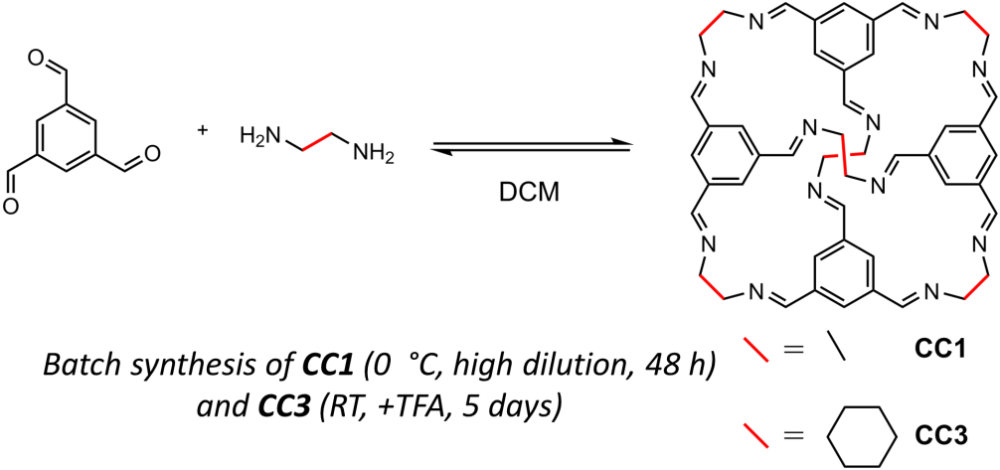 O
O
O
+
H2N
NH2
DCM
N
N
N
N
N
N
N
N
N
N
N
N
Batch synthesis of CC1 (0 °C, high dilution, 48 h)
and CC3 (RT, +TFA, 5 days)
= CC1
= CC3